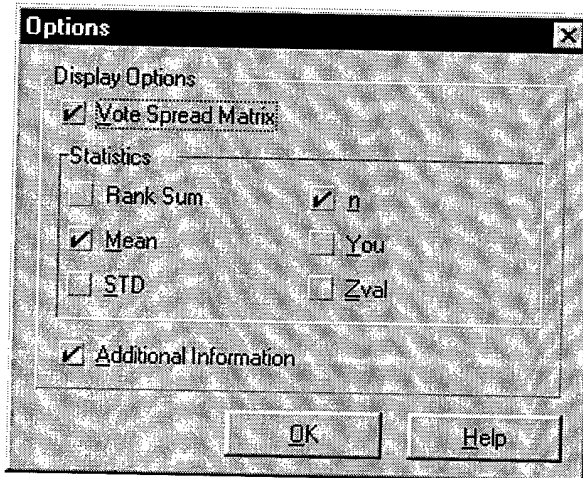 Options
Display Options
Vote Spread Matrix
Statistics
Rank Sum
n
Mean
You
STD
Zval
Additional Information
OK
Help